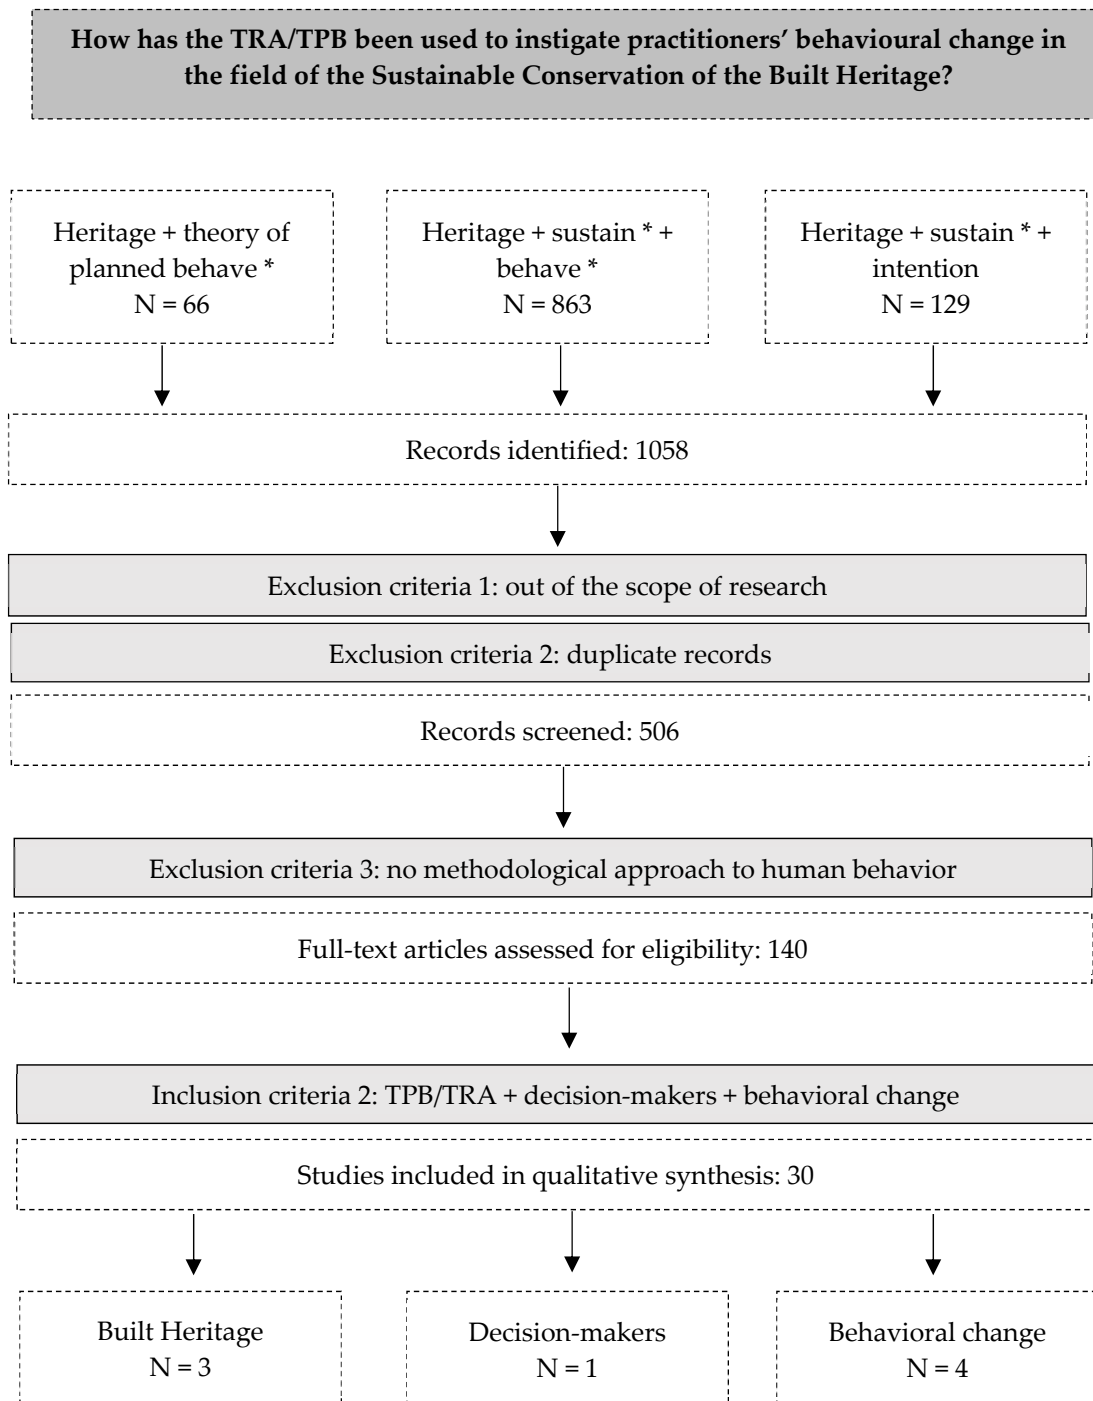 How has the TRA/TPB been used to instigate practitioners’ behavioural change in
the field of the Sustainable Conservation of the Built Heritage?
Heritage + theory of
planned behave *
N = 66
Heritage + sustain * +
behave *
N = 863
Heritage + sustain * +
intention
N = 129
Records identified: 1058
Exclusion criteria 1: out of the scope of research
Exclusion criteria 2: duplicate records
Records screened: 506
Exclusion criteria 3: no methodological approach to human behavior
Full-text articles assessed for eligibility: 140
Inclusion criteria 2: TPB/TRA + decision-makers + behavioral change
Studies included in qualitative synthesis: 30
Built Heritage
N = 3
Decision-makers
N = 1
Behavioral change
N = 4